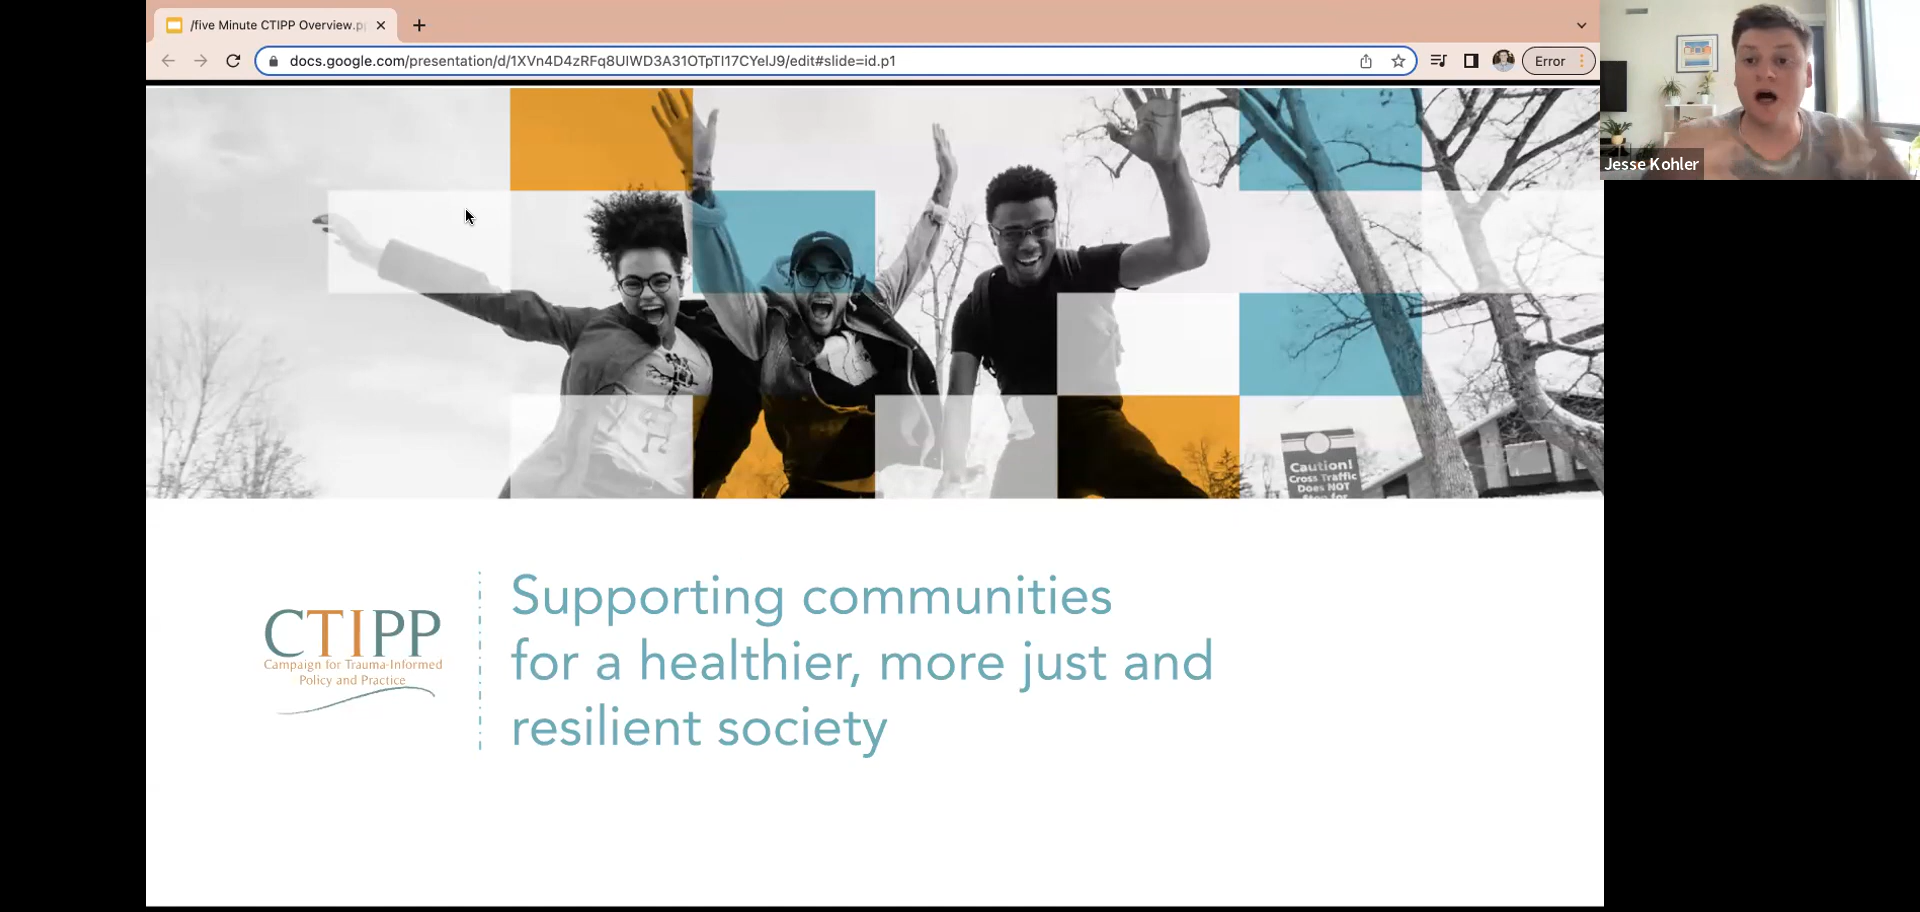 /five Minute CTIPP Overview.p
docs.google.com/presentation/d/1XVn4D4zRFq8UlWD3A31OTpTI17CYelJ9/edit#slide=id.p1
Error
Jesse Kohler
Caution!
Cross Traffic
Does NOT
CTIPP
Campaign for Trauma-Informed
Policy and Practice
Supporting communities
for a healthier, more just and
resilient society